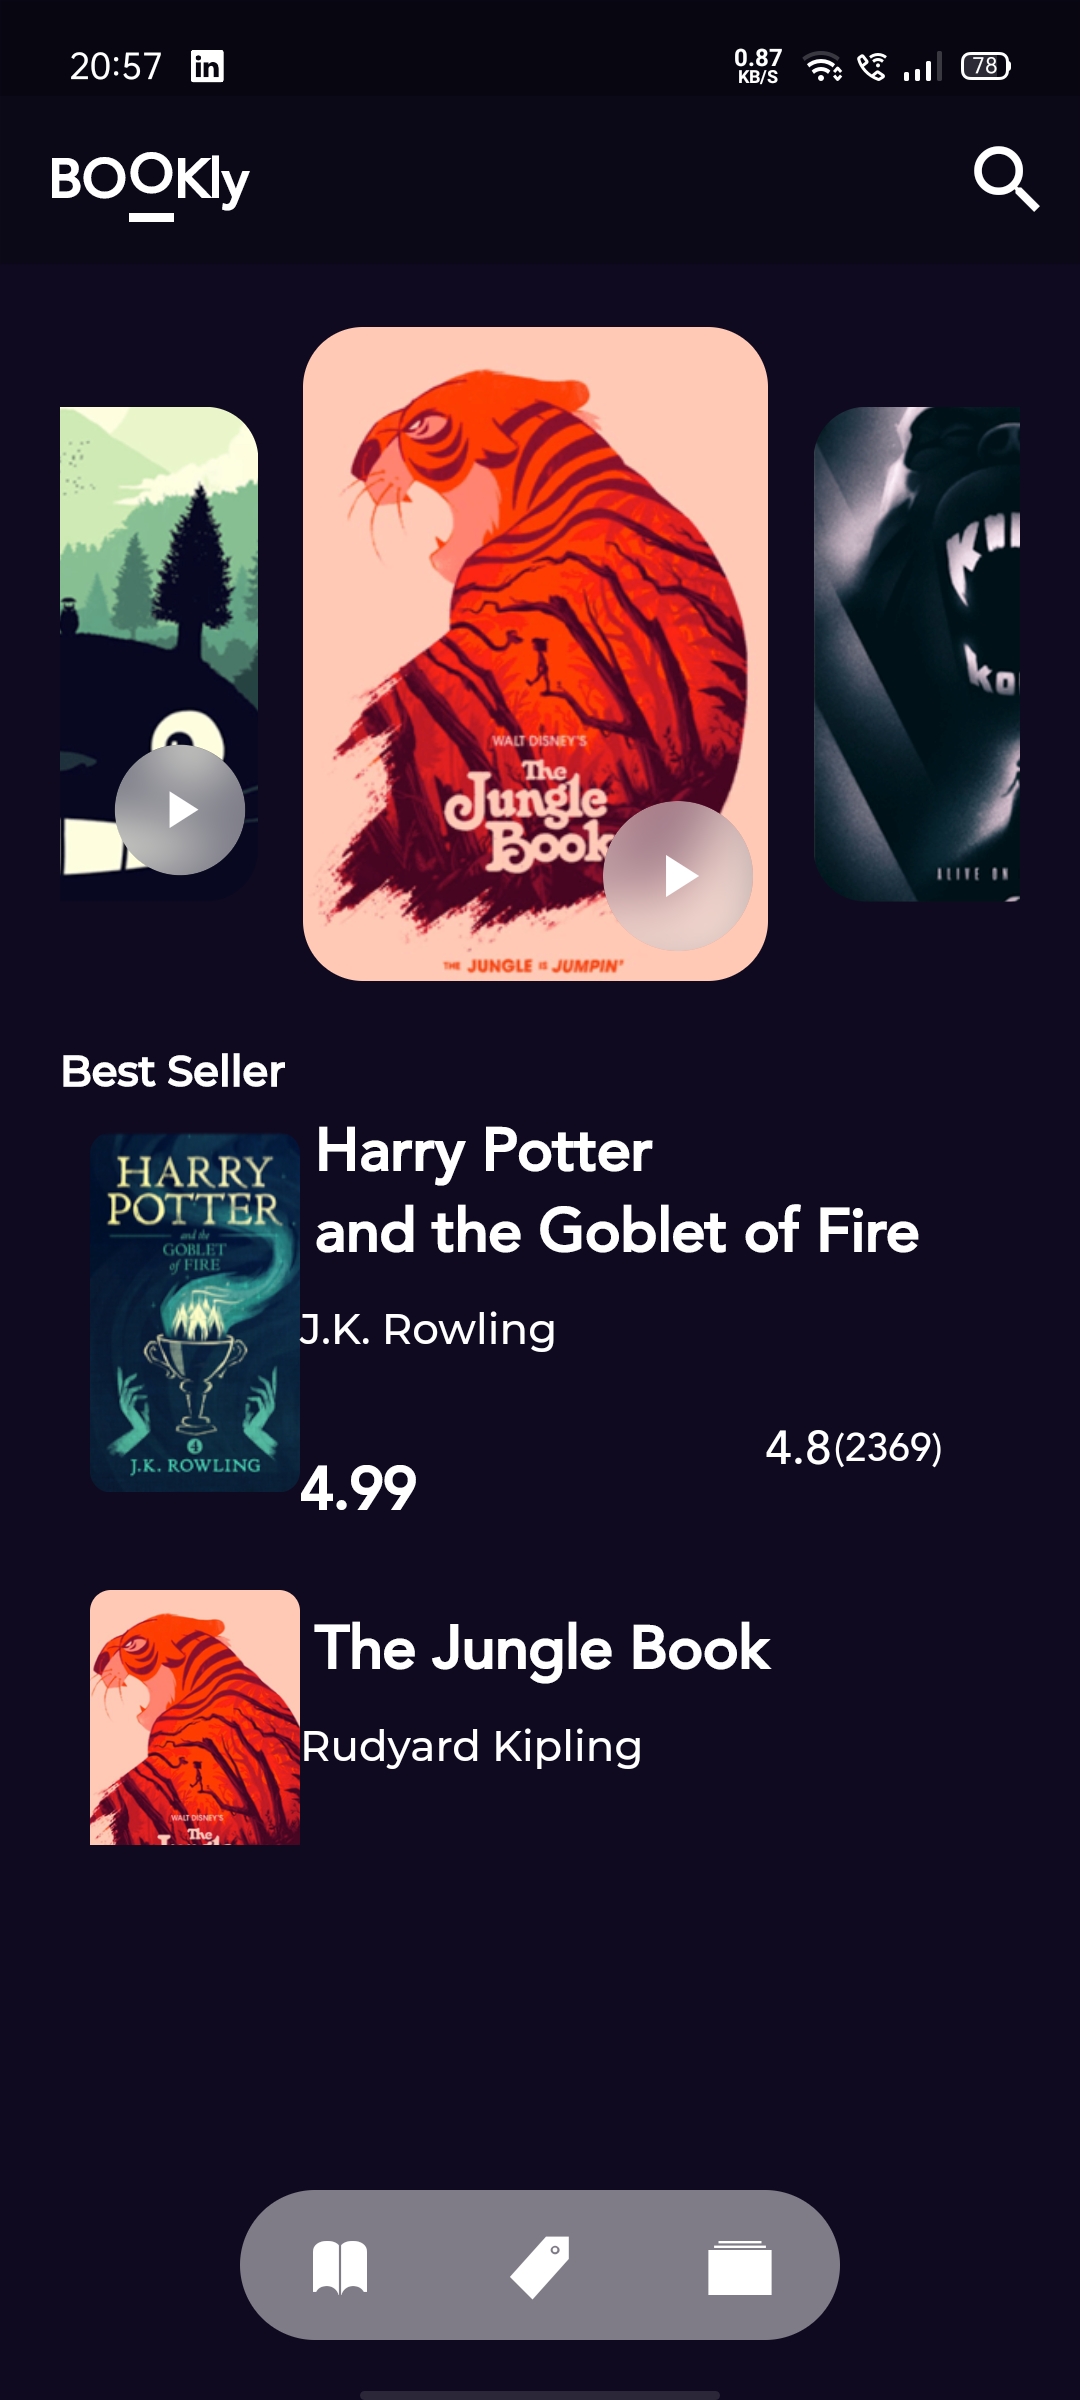 20:57
0.87
KB/S
78
BOOKly
WALT DISNEY'S
The
Jungle
Book
THE JUNGLE IS JUMPIN'
ALIVE ON
Best Seller
HARRY
POTTER
and the
GOBLET
of FIRE
4
J.K. ROWLING
Harry Potter
and the Goblet of Fire
J.K. Rowling
4.8(2369)
4.99
WALT DISNEY'S
The
The Jungle Book
Rudyard Kipling